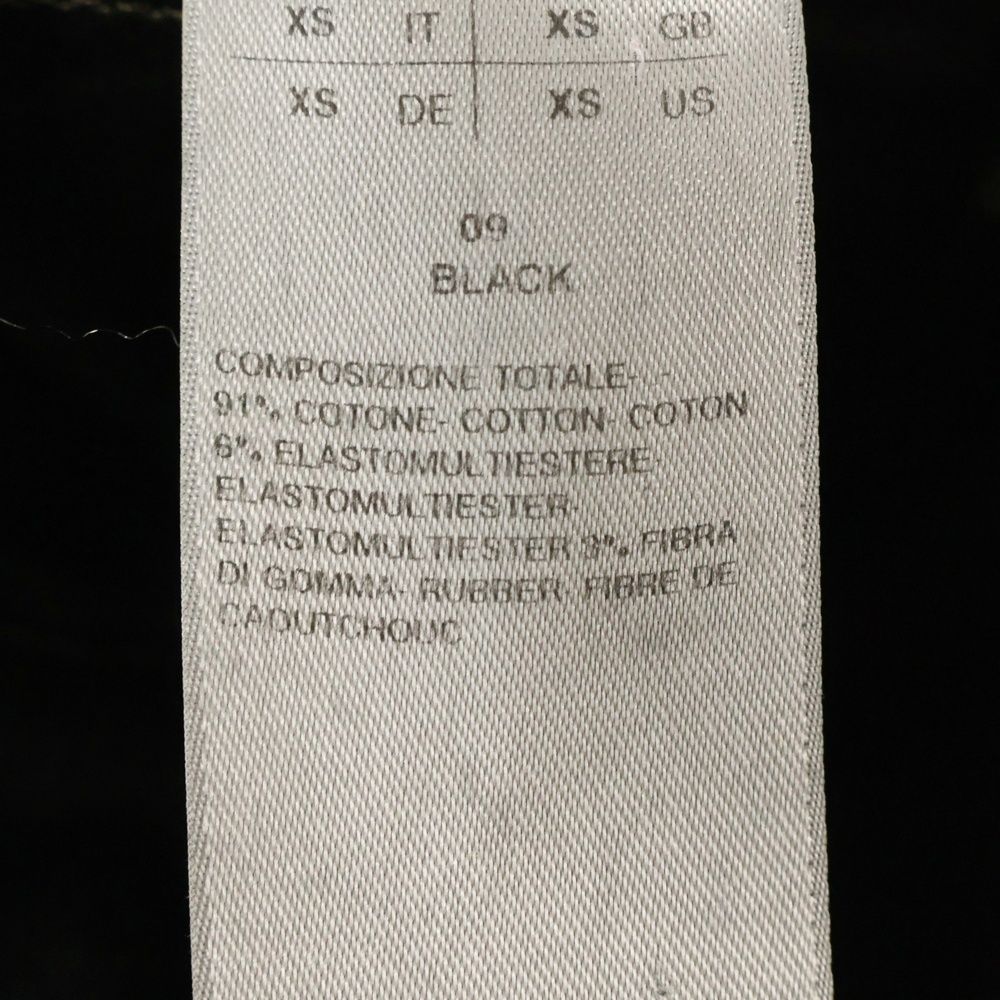 XS IT XS GB
XS DE XS US
09
BLACK
COMPOSIZIONE TOTALE- -
91% COTONE- COTTON- COTON
6% ELASTOMULTIESTERE-
ELASTOMULTIESTER-
ELASTOMULTIESTER 3% FIBRA
DI GOMMA- RUBBER FIBRE DE
CAOUTCHOUC